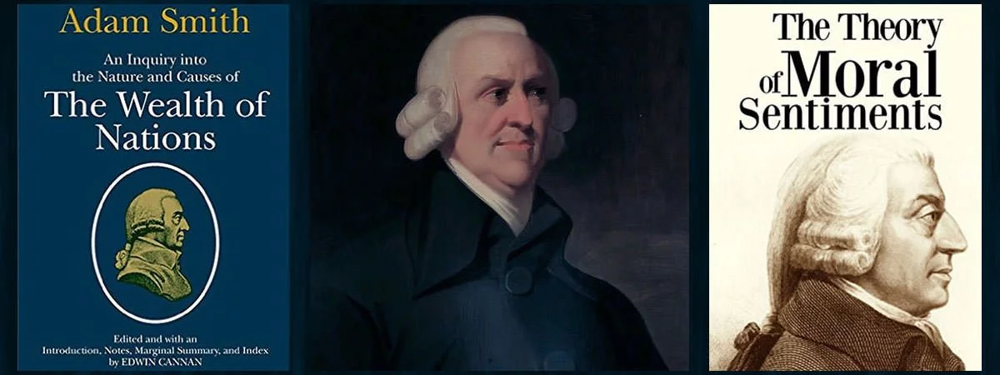 Adam Smith
An Inquiry into
the Nature and Causes of
The Wealth of
Nations
Edited and with an
Introduction, Notes, Marginal Summary, and Index
by EDWIN CANNAN
The Theory
of Moral
Sentiments